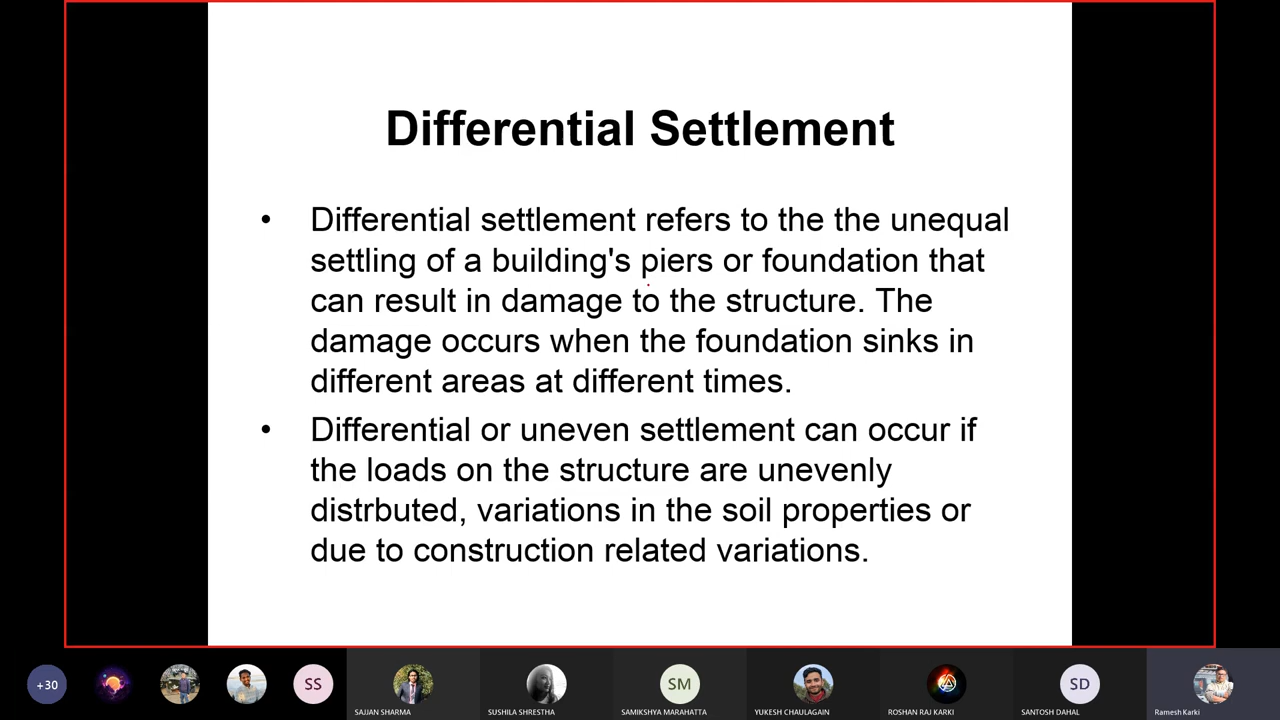 Differential Settlement
• Differential settlement refers to the the unequal
settling of a building's piers or foundation that
can result in damage to the structure. The
damage occurs when the foundation sinks in
different areas at different times.
• Differential or uneven settlement can occur if
the loads on the structure are unevenly
distrbuted, variations in the soil properties or
due to construction related variations.
+30
SS
SAJJAN SHARMA
SUSHILA SHRESTHA
SM
SAMIKSHYA MARAHATTA
YUKESH CHAULAGAIN
ROSHAN RAJ KARKI
SD
SANTOSH DAHAL
Ramesh Karki